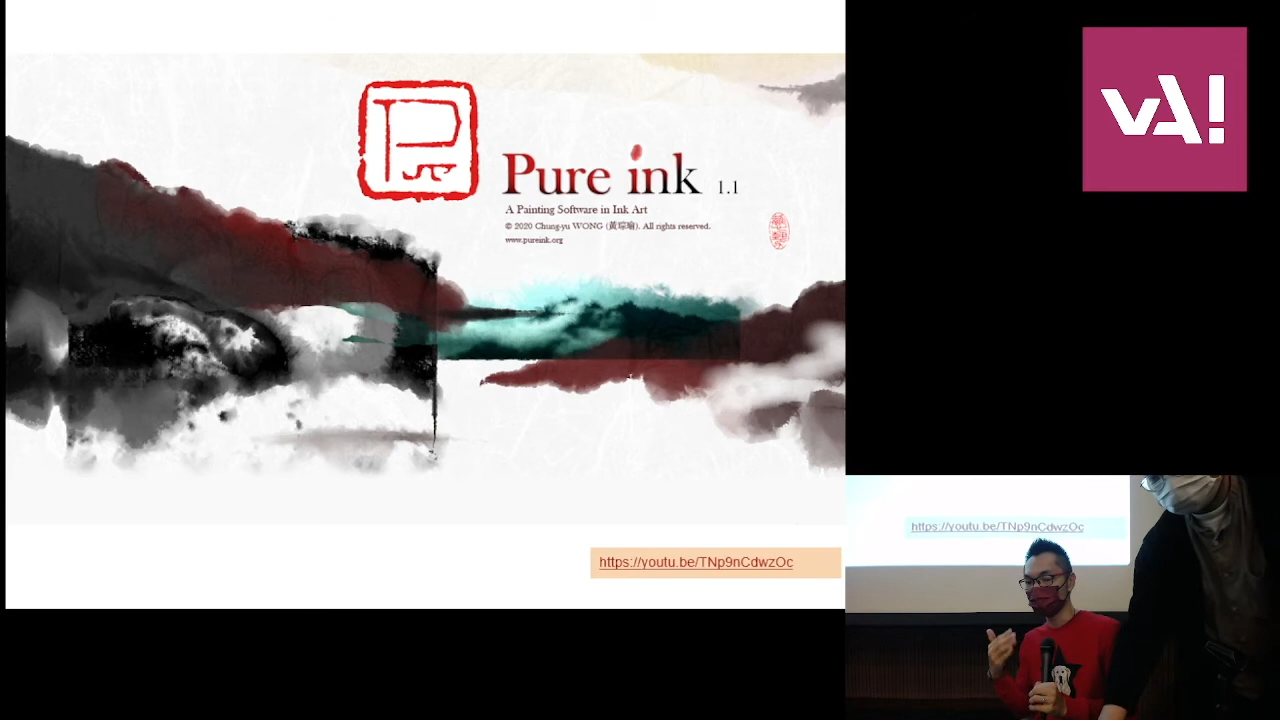 Pure ink 1.1
A Painting Software in Ink Art
© 2020 Chung-yu WONG (黃琮瑜). All rights reserved.
www.pureink.org
https://youtu.be/TNp9nCdwzOc
vA!
https://youtu.be/TNp9nCdwzOc